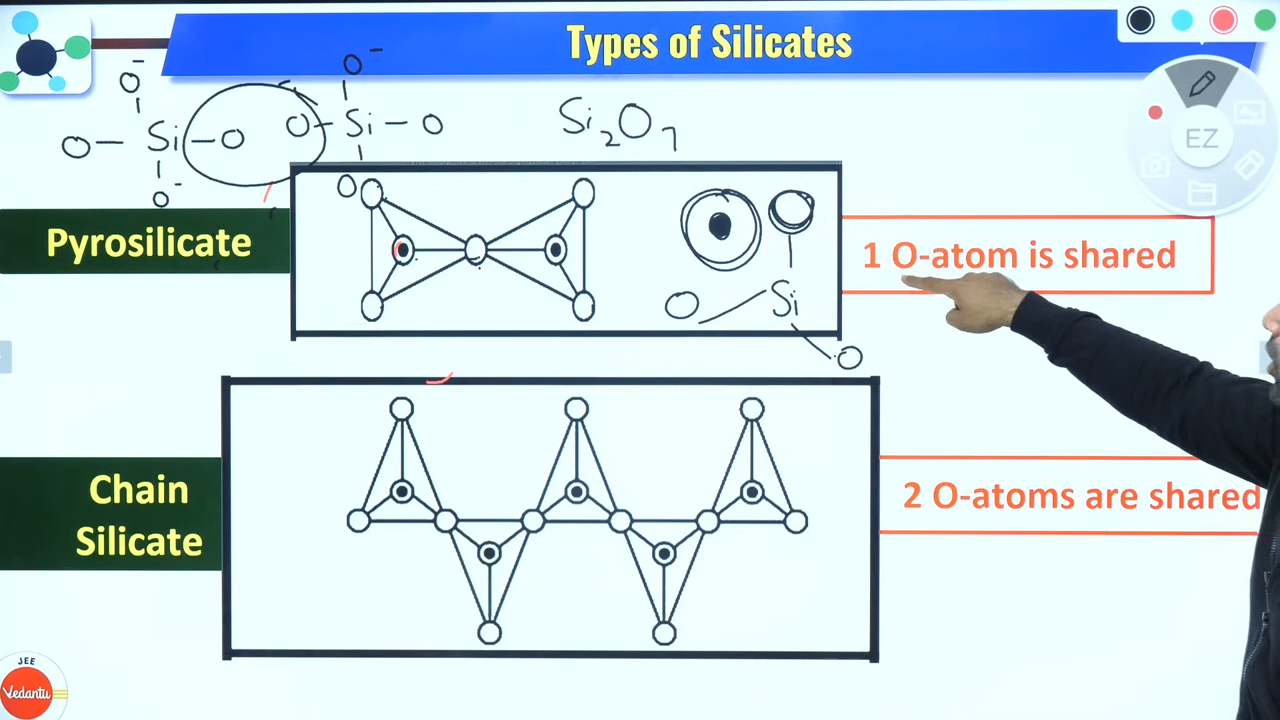 Types of Silicates
O⁻ O⁻
O — Si — O O — Si — O
O⁻ O
Si₂O₇
EZ
Pyrosilicate
1 O-atom is shared
O Si O
Chain
Silicate
2 O-atoms are shared
JEE
Vedantu